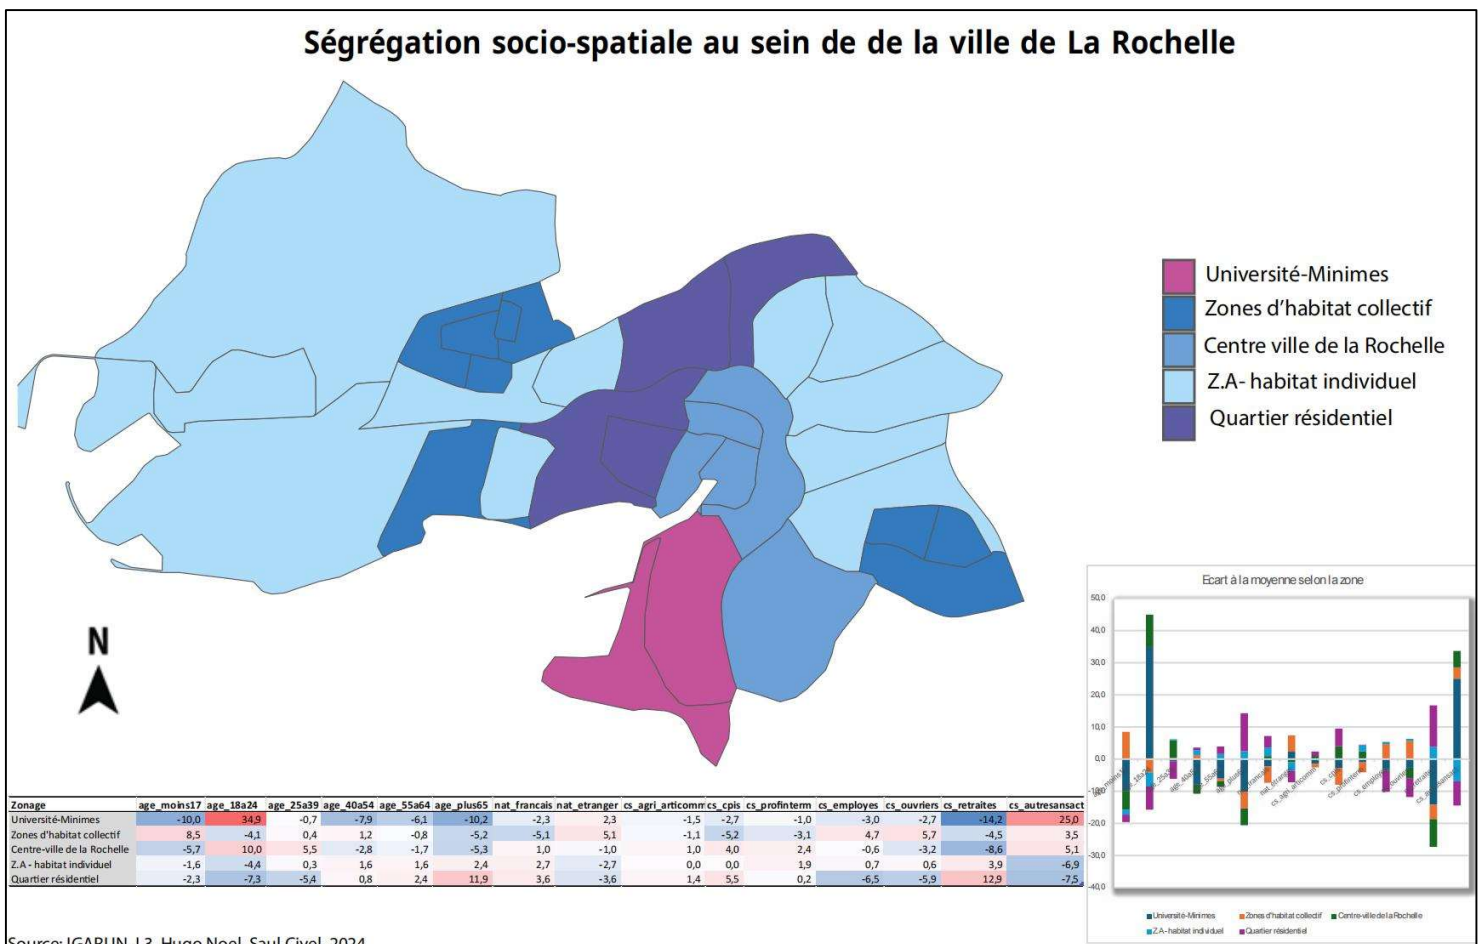 Ségrégation socio-spatiale au sein de de la ville de La Rochelle
Université-Minimes
Zones d'habitat collectif
Centre ville de la Rochelle
Z.A- habitat individuel
Quartier résidentiel
N
Ecart à la moyenne selon la zone
50,0
40,0
30,0
20,0
10,0
0,0
-20,0
-30,0
-40,0
Université-Minimes Zones d'habitat collectif Centre-ville de la Rochelle
Z.A- habitat individuel Quartier résidentiel
Zonage age_moins17 age_18a24 age_25a39 age_40a54 age_55a64 age_plus65 nat_francais nat_etranger cs_agri_articomm cs_cpis cs_profinterm cs_employes cs_ouvriers cs_retraites cs_autresansact
Université-Minimes -10,0 34,9 -0,7 -7,9 -6,1 -10,2 -2,3 2,3 -1,5 -2,7 -1,0 -3,0 -2,7 -14,2 25,0
Zones d'habitat collectif 8,5 -4,1 0,4 1,2 -0,8 -5,2 -5,1 5,1 -1,1 -5,2 -3,1 4,7 5,7 -4,5 3,5
Centre-ville de la Rochelle -5,7 10,0 5,5 -2,8 -1,7 -5,3 1,0 -1,0 1,0 4,0 2,4 -0,6 -3,2 -8,6 5,1
Z.A - habitat individuel -1,6 -4,4 0,3 1,6 1,6 2,4 2,7 -2,7 0,0 0,0 1,9 0,7 0,6 3,9 -6,9
Quartier résidentiel -2,3 -7,3 -5,4 0,8 2,4 11,9 3,6 -3,6 1,4 5,5 0,2 -6,5 -5,9 12,9 -7,5
Source: IGARUN, L3, Hugo Noel, Saul Civel, 2024